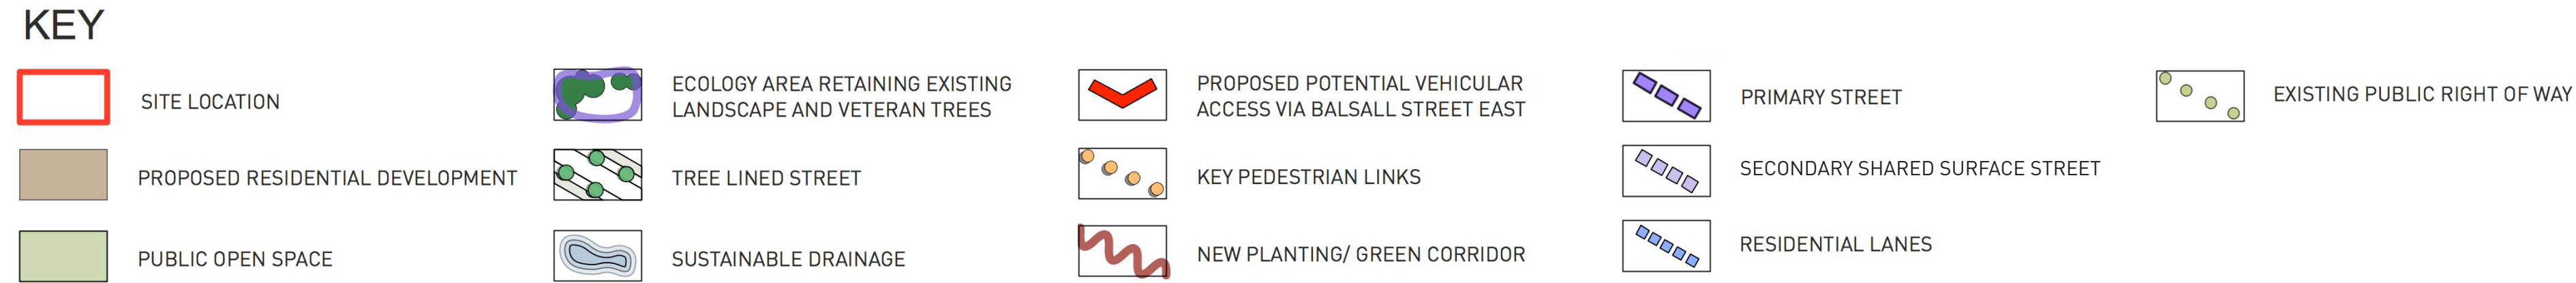 KEY
SITE LOCATION
PROPOSED RESIDENTIAL DEVELOPMENT
PUBLIC OPEN SPACE
ECOLOGY AREA RETAINING EXISTING
LANDSCAPE AND VETERAN TREES
TREE LINED STREET
SUSTAINABLE DRAINAGE
PROPOSED POTENTIAL VEHICULAR
ACCESS VIA BALSALL STREET EAST
KEY PEDESTRIAN LINKS
NEW PLANTING/ GREEN CORRIDOR
PRIMARY STREET
SECONDARY SHARED SURFACE STREET
RESIDENTIAL LANES
EXISTING PUBLIC RIGHT OF WAY